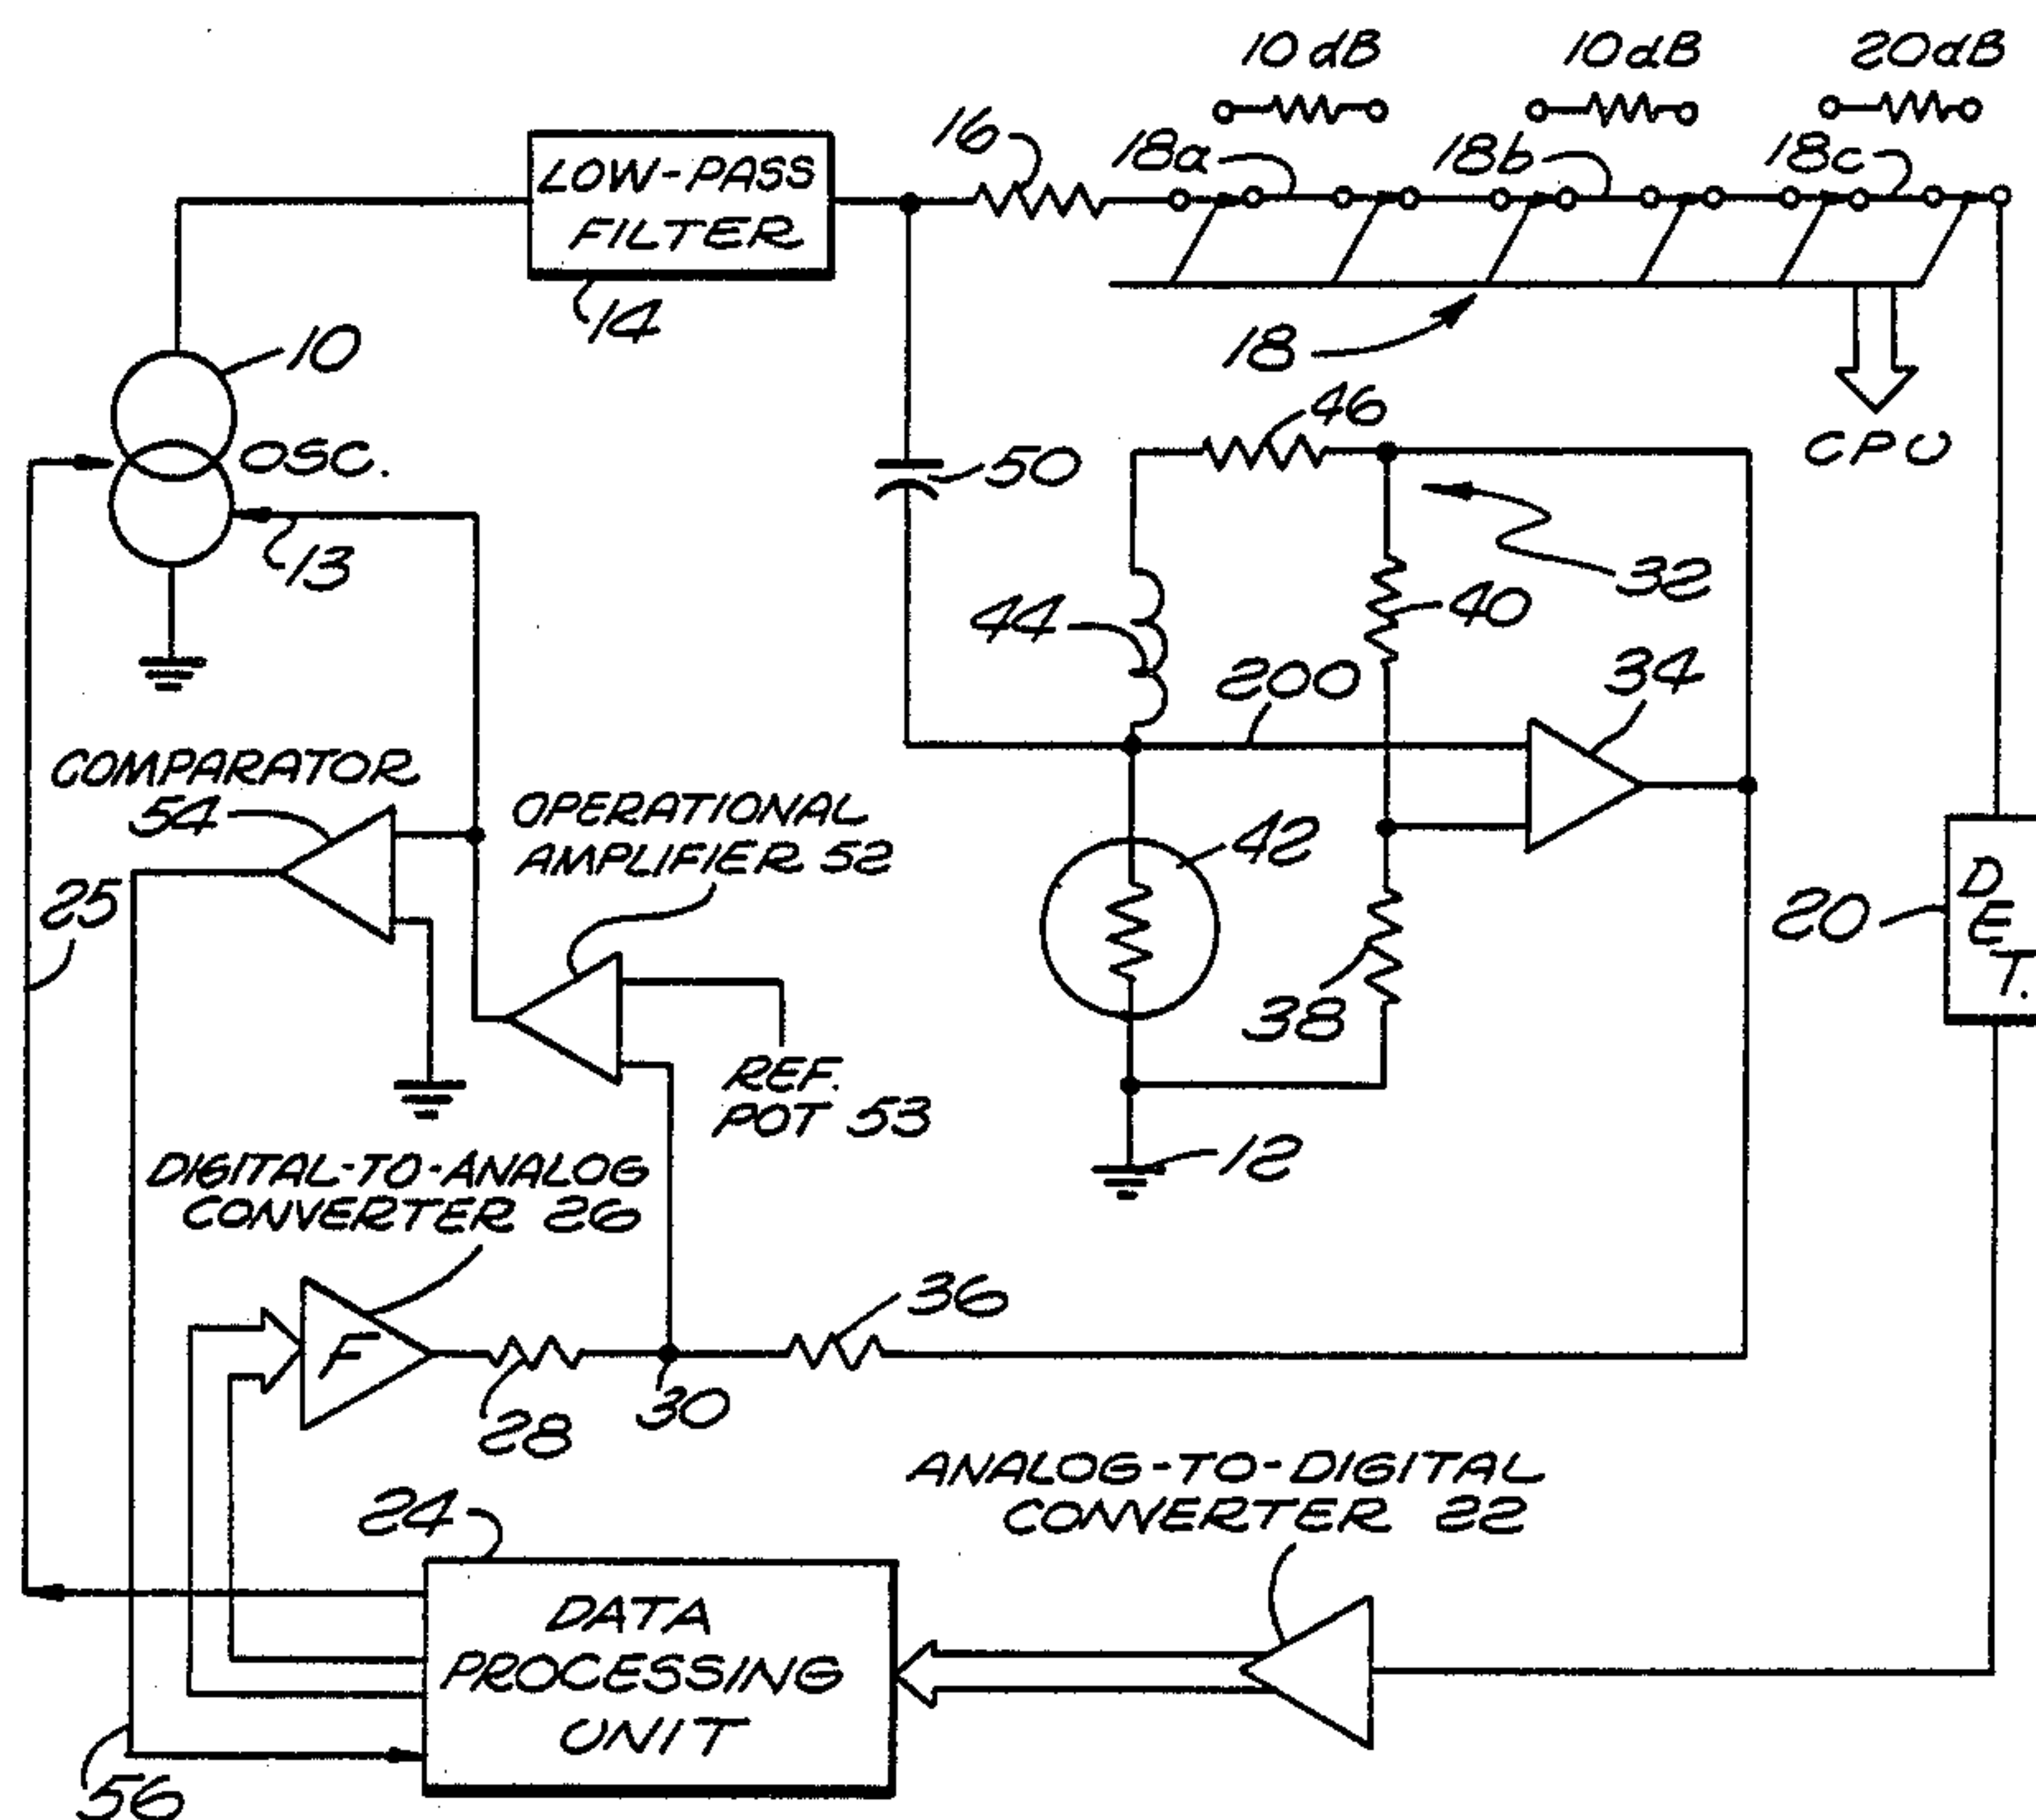 10 dB
10 dB
20 dB
16
18a
18b
18c
LOW-PASS
FILTER
14
18
10
OSC.
13
50
46
CPU
32
44
40
200
34
COMPARATOR
54
OPERATIONAL
AMPLIFIER 52
42
25
20
DET.
38
REF.
POT 53
12
DIGITAL-TO-ANALOG
CONVERTER 26
36
F
28
30
ANALOG-TO-DIGITAL
CONVERTER 22
24
DATA
PROCESSING
UNIT
56